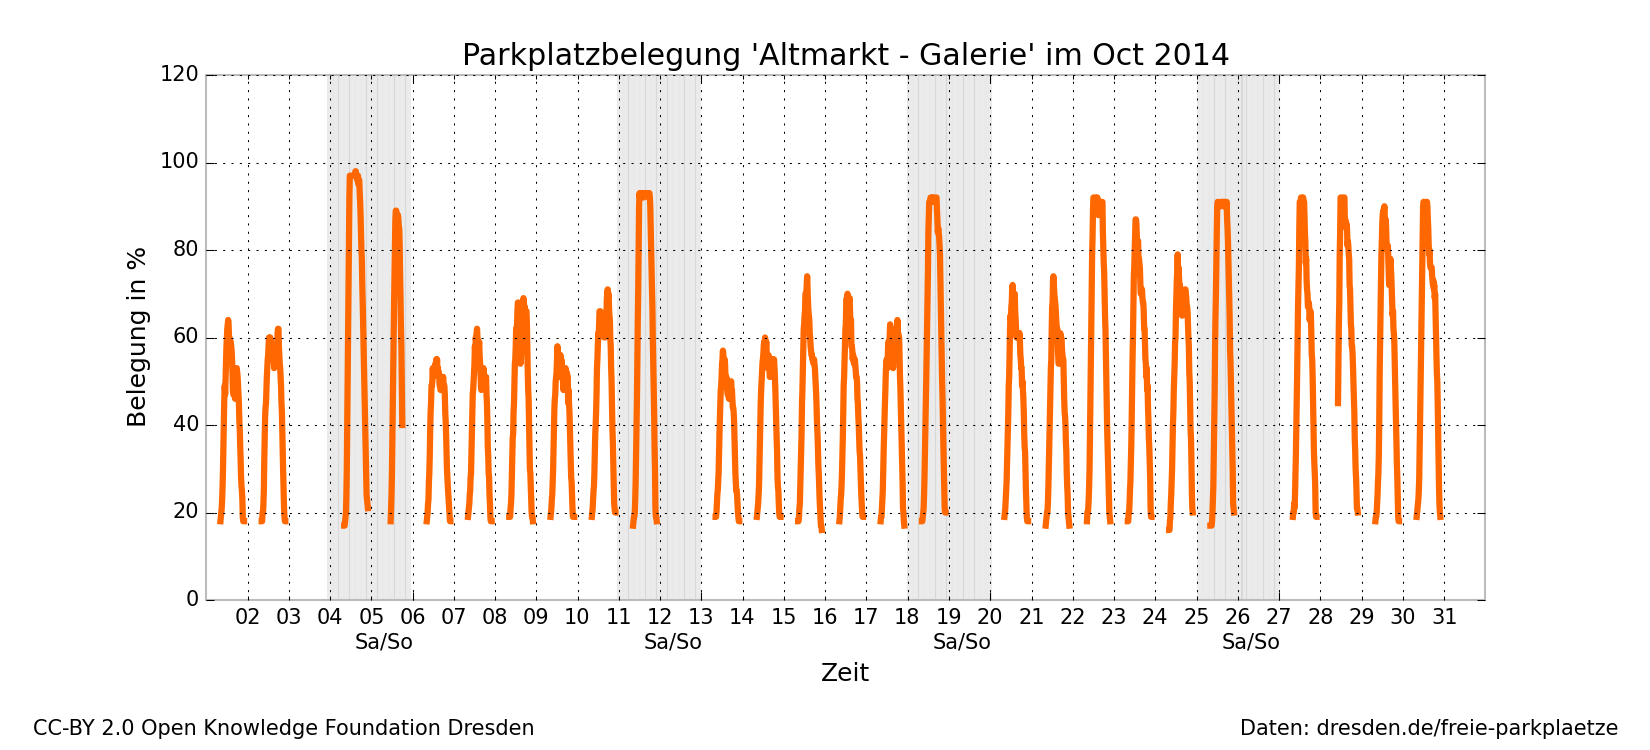 Parkplatzbelegung 'Altmarkt - Galerie' im Oct 2014
120
100
80
60
40
20
0
Belegung in %
02 03 04 05 06 07 08 09 10 11 12 13 14 15 16 17 18 19 20 21 22 23 24 25 26 27 28 29 30 31
Sa/So Sa/So Sa/So Sa/So
Zeit
CC-BY 2.0 Open Knowledge Foundation Dresden
Daten: dresden.de/freie-parkplaetze